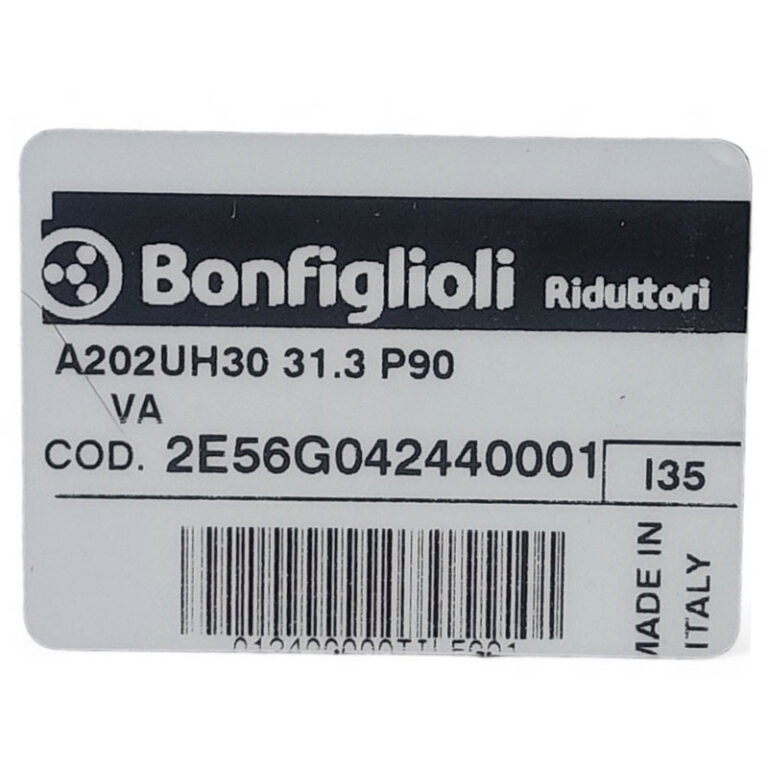 Bonfiglioli Riduttori
A202UH30 31.3 P90
VA
COD. 2E56G042440001
I35
MADE IN
ITALY